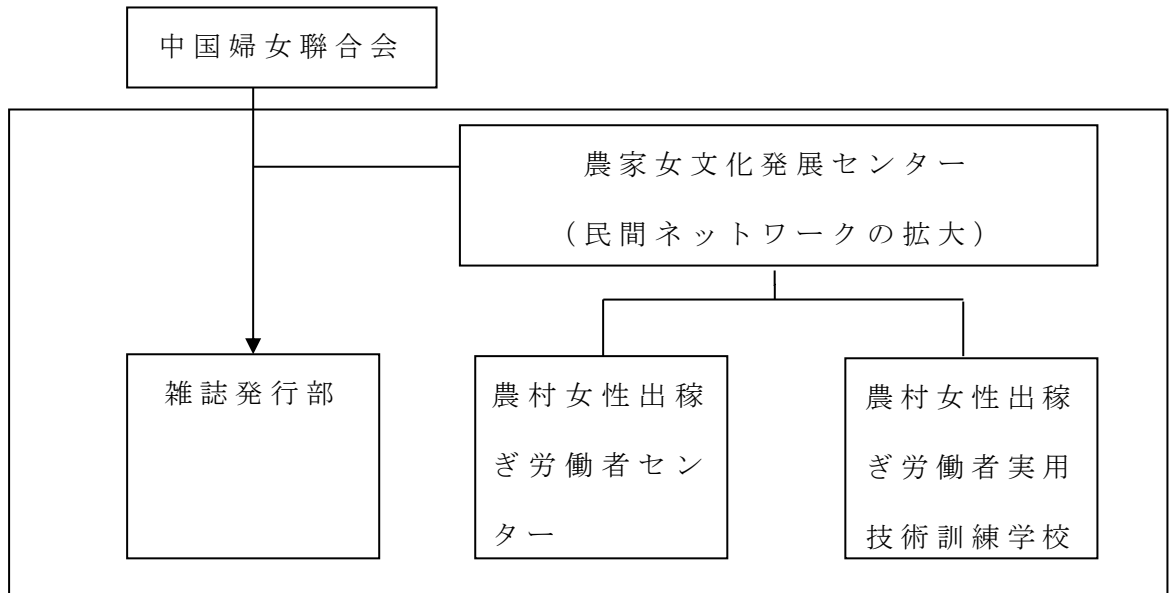 中国婦女聯合会
農家女文化発展センター
(民間ネットワークの拡大)
雑誌発行部
農村女性出稼
ぎ労働者セン
ター
農村女性出稼
ぎ労働者実用
技術訓練学校